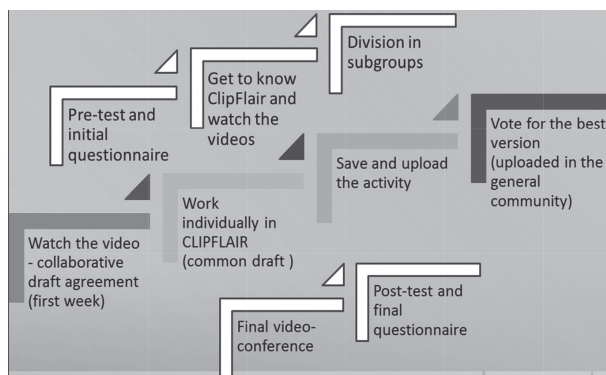 Pre-test and
initial
questionnaire
Get to know
ClipFlair and
watch the
videos
Division in
subgroups
Watch the video
- collaborative
draft agreement
(first week)
Work
individually in
CLIPFLAIR
(common draft )
Save and upload
the activity
Vote for the best
version
(uploaded in the
general
community)
Final video-
conference
Post-test and
final
questionnaire